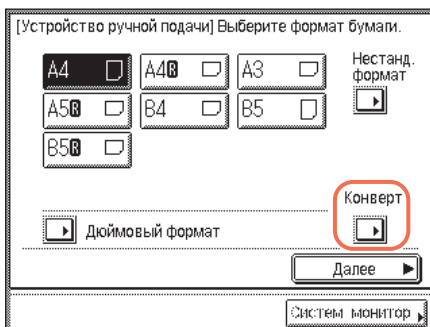 [Устройство ручной подачи] Выберите формат бумаги.
A4 A4R A3 Нестанд. формат
A5R B4 B5
B5R
Конверт
Дюймовый формат
Далее
Систем монитор